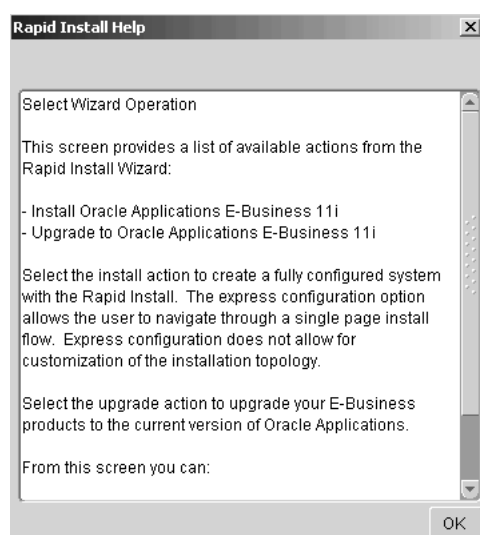 Rapid Install Help
Select Wizard Operation
This screen provides a list of available actions from the
Rapid Install Wizard:
- Install Oracle Applications E-Business 11i
- Upgrade to Oracle Applications E-Business 11i
Select the install action to create a fully configured system
with the Rapid Install.  The express configuration option
allows the user to navigate through a single page install
flow.  Express configuration does not allow for
customization of the installation topology.
Select the upgrade action to upgrade your E-Business
products to the current version of Oracle Applications.
From this screen you can:
OK